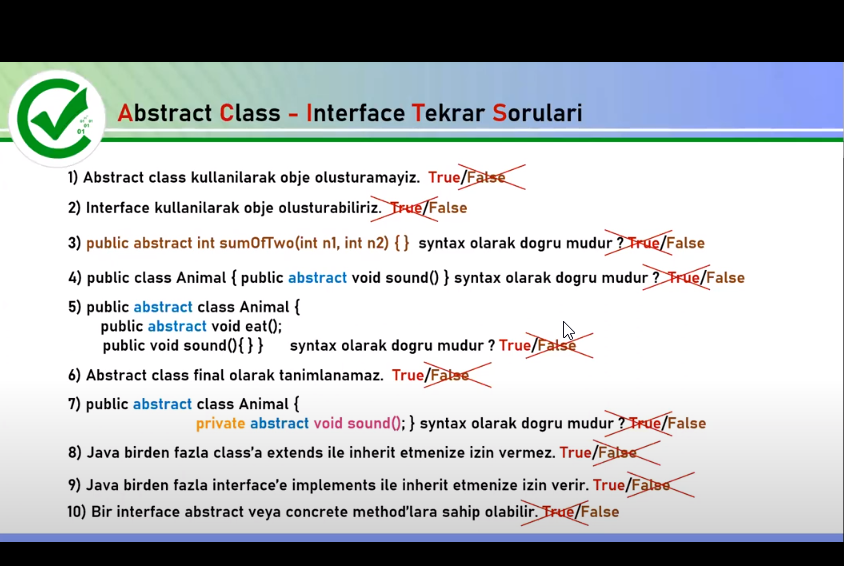 Abstract Class - Interface Tekrar Sorulari
1) Abstract class kullanilarak obje olusturamayiz. True/False
2) Interface kullanilarak obje olusturabiliriz. True/False
3) public abstract int sumOfTwo(int n1, int n2) { } syntax olarak dogru mudur ? True/False
4) public class Animal { public abstract void sound() } syntax olarak dogru mudur ? True/False
5) public abstract class Animal {
public abstract void eat();
public void sound(){ } } syntax olarak dogru mudur ? True/False
6) Abstract class final olarak tanimlanamaz. True/False
7) public abstract class Animal {
private abstract void sound(); } syntax olarak dogru mudur ? True/False
8) Java birden fazla class'a extends ile inherit etmenize izin vermez. True/False
9) Java birden fazla interface'e implements ile inherit etmenize izin verir. True/False
10) Bir interface abstract veya concrete method'lara sahip olabilir. True/False